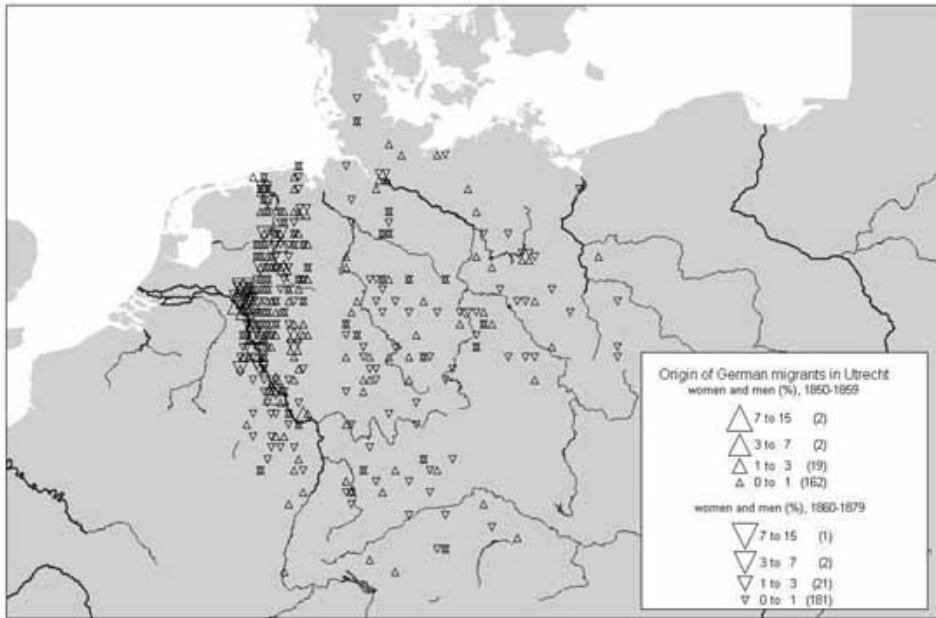 Origin of German migrants in Utrecht
women and men (%), 1850-1859
7 to 15 (2)
3 to 7 (2)
1 to 3 (19)
0 to 1 (162)
women and men (%), 1860-1879
7 to 15 (1)
3 to 7 (2)
1 to 3 (21)
0 to 1 (181)